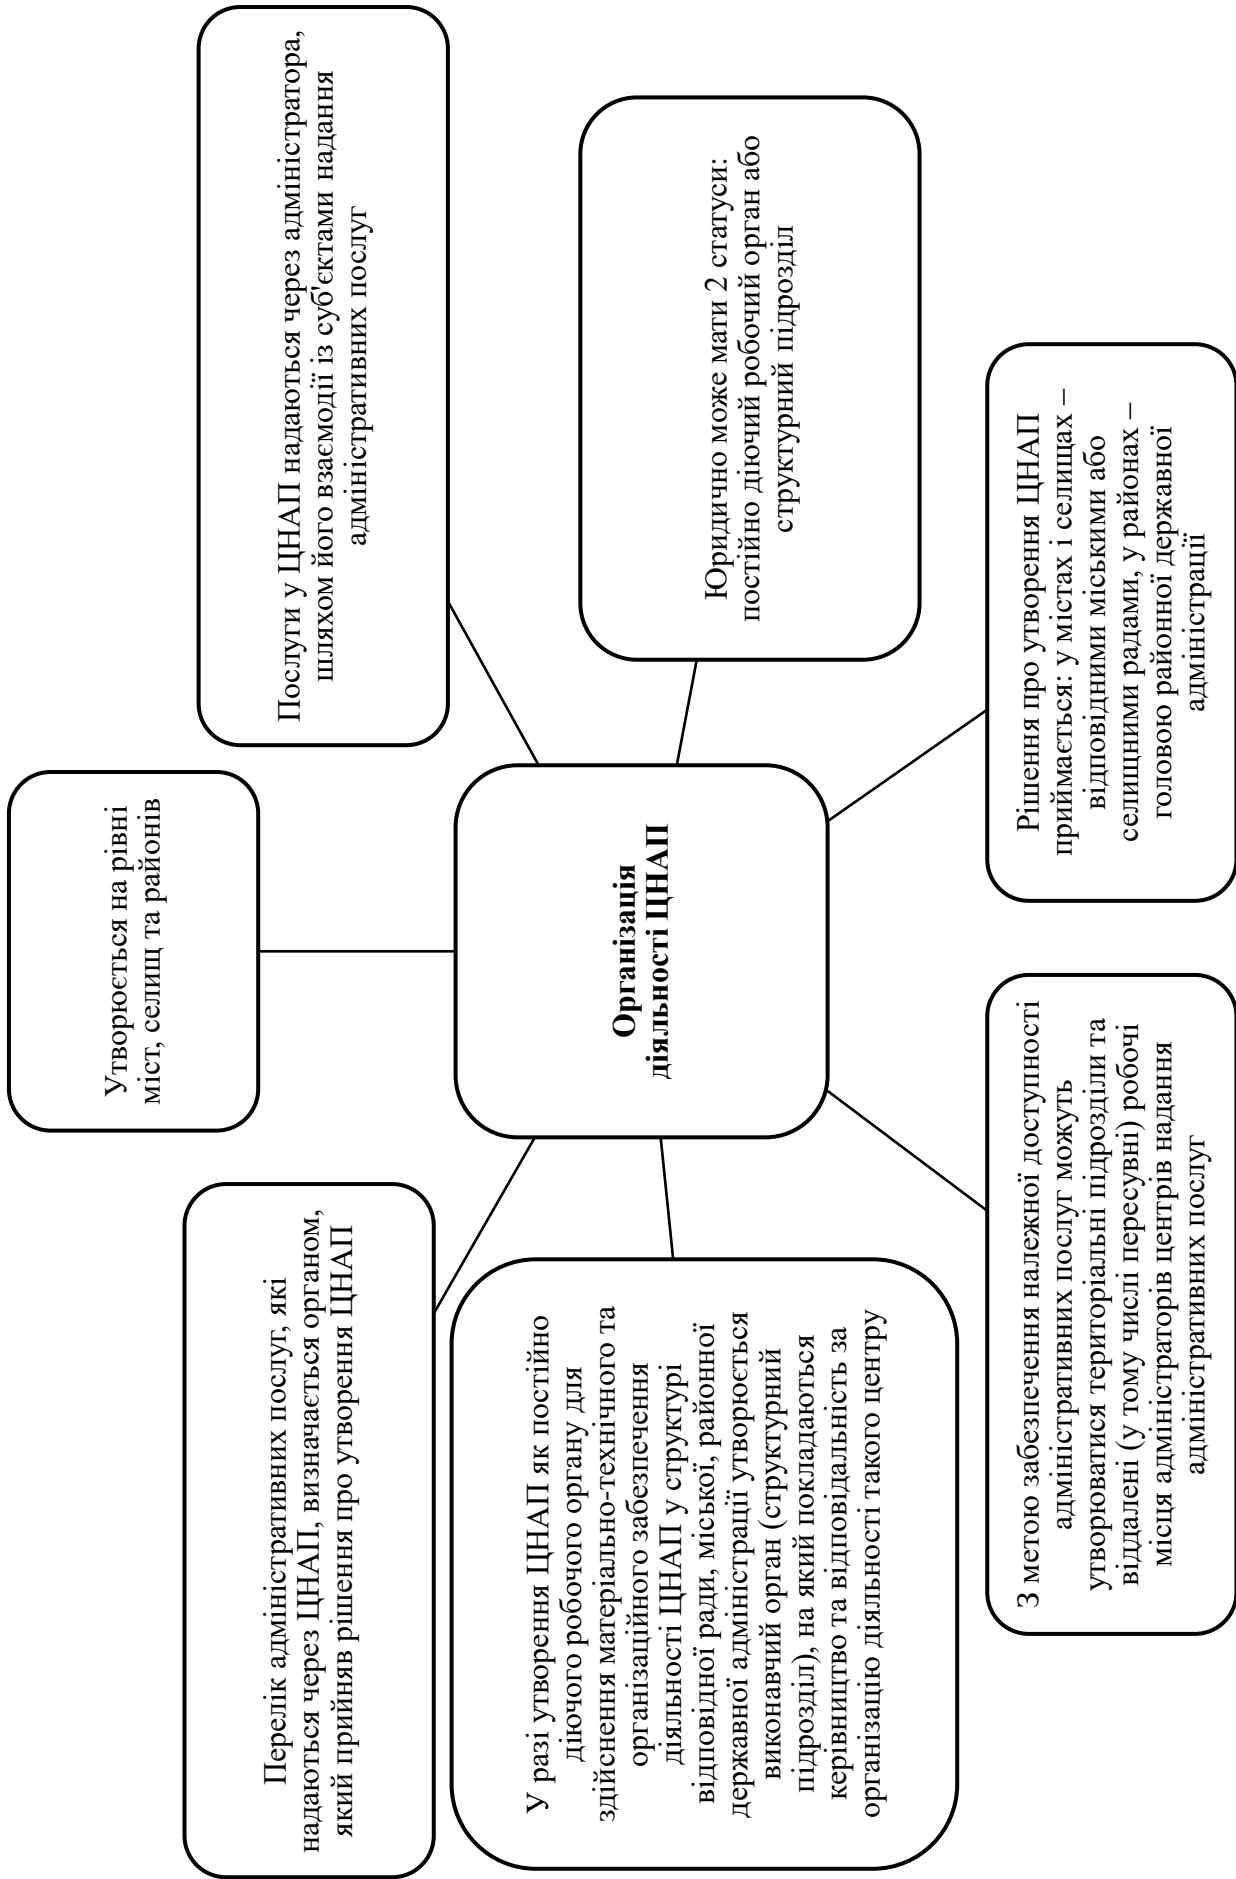 Утворюється на рівні
міст, селищ та районів
Послуги у ЦНАП надаються через адміністратора,
шляхом його взаємодії із суб'єктами надання
адміністративних послуг
Юридично може мати 2 статуси:
постійно діючий робочий орган або
структурний підрозділ
Рішення про утворення ЦНАП
приймається: у містах і селищах –
відповідними міськими або
селищними радами, у районах –
головою районної державної
адміністрації
З метою забезпечення належної доступності
адміністративних послуг можуть
утворюватися територіальні підрозділи та
віддалені (у тому числі пересувні) робочі
місця адміністраторів центрів надання
адміністративних послуг
У разі утворення ЦНАП як постійно
діючого робочого органу для
здійснення матеріально-технічного та
організаційного забезпечення
діяльності ЦНАП у структурі
відповідної ради, міської, районної
державної адміністрації утворюється
виконавчий орган (структурний
підрозділ), на який покладаються
керівництво та відповідальність за
організацію діяльності такого центру
Перелік адміністративних послуг, які
надаються через ЦНАП, визначається органом,
який прийняв рішення про утворення ЦНАП
Організація
діяльності ЦНАП